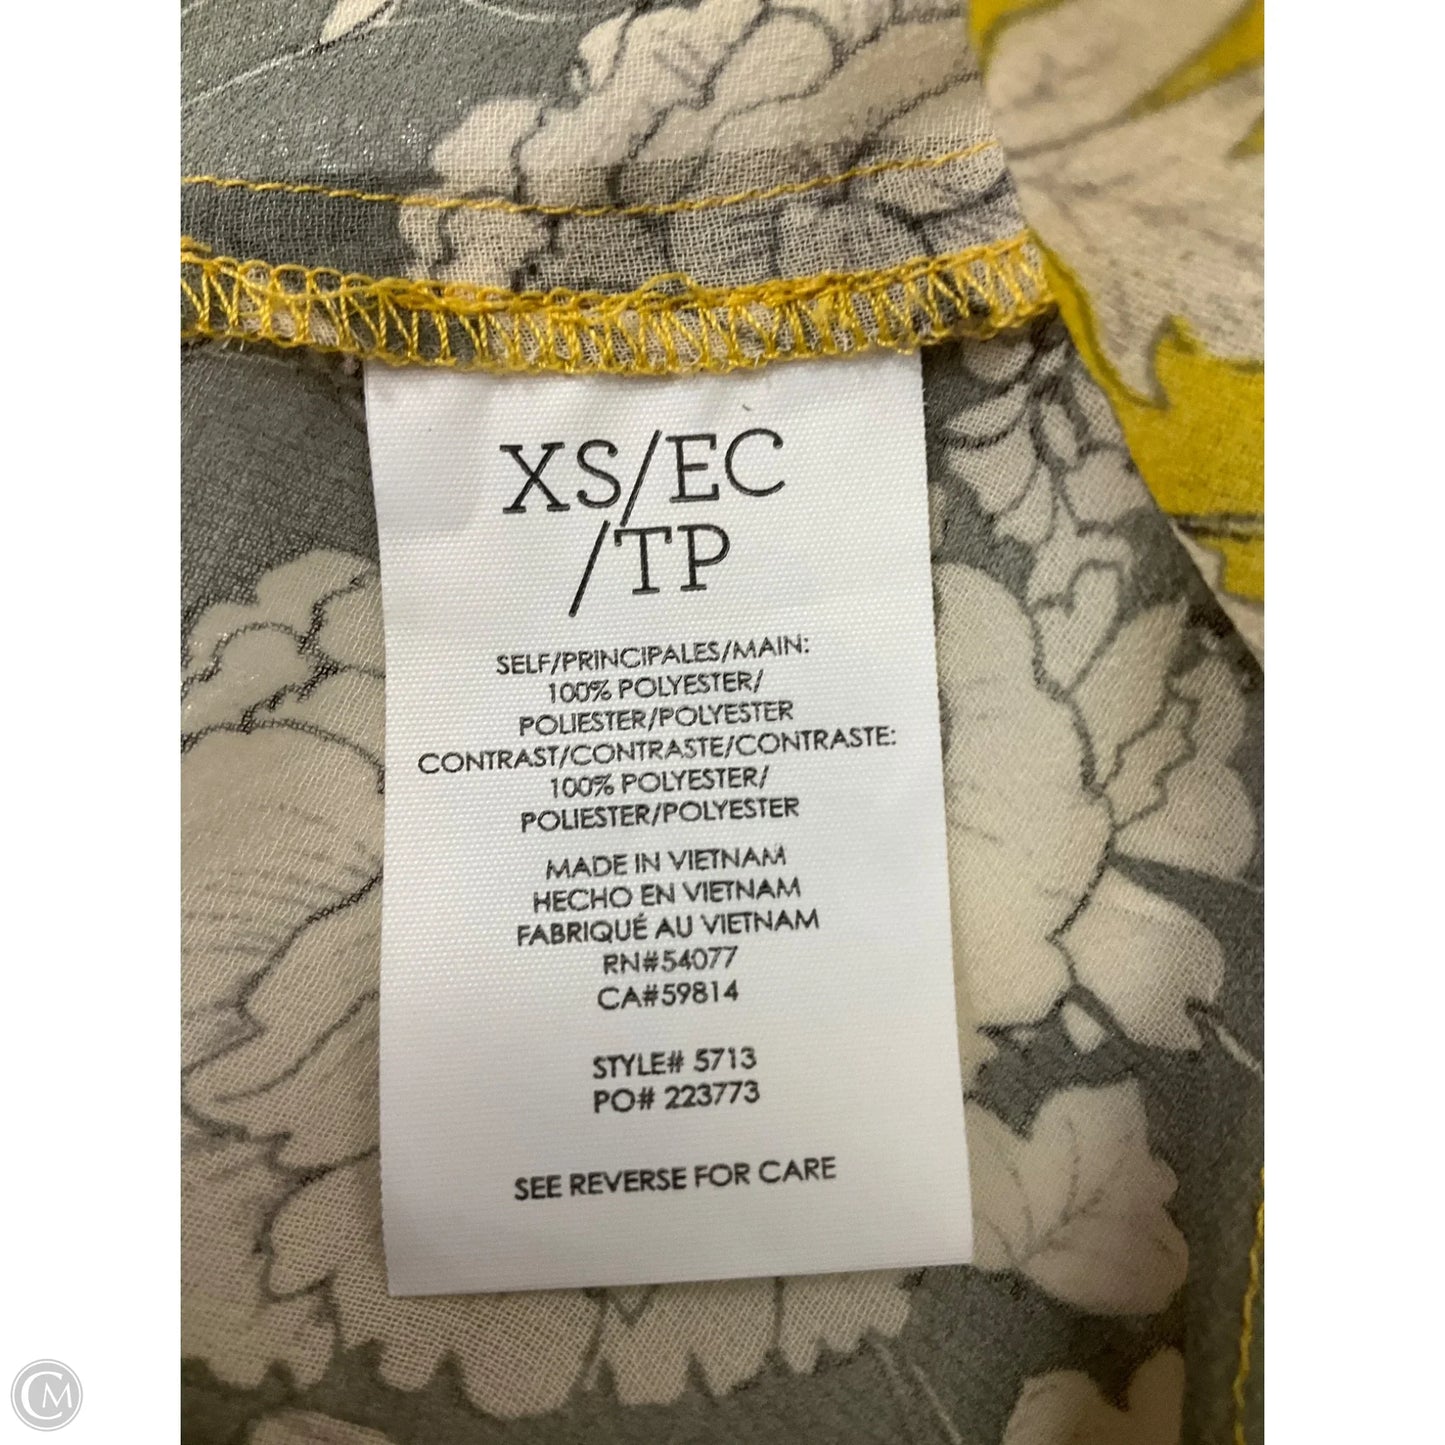 XS/EC
/TP
SELF/PRINCIPALES/MAIN:
100% POLYESTER/
POLIESTER/POLYESTER
CONTRAST/CONTRASTE/CONTRASTE:
100% POLYESTER/
POLIESTER/POLYESTER
MADE IN VIETNAM
HECHO EN VIETNAM
FABRIQUÉ AU VIETNAM
RN#54077
CA#59814
STYLE# 5713
PO# 223773
SEE REVERSE FOR CARE
CM